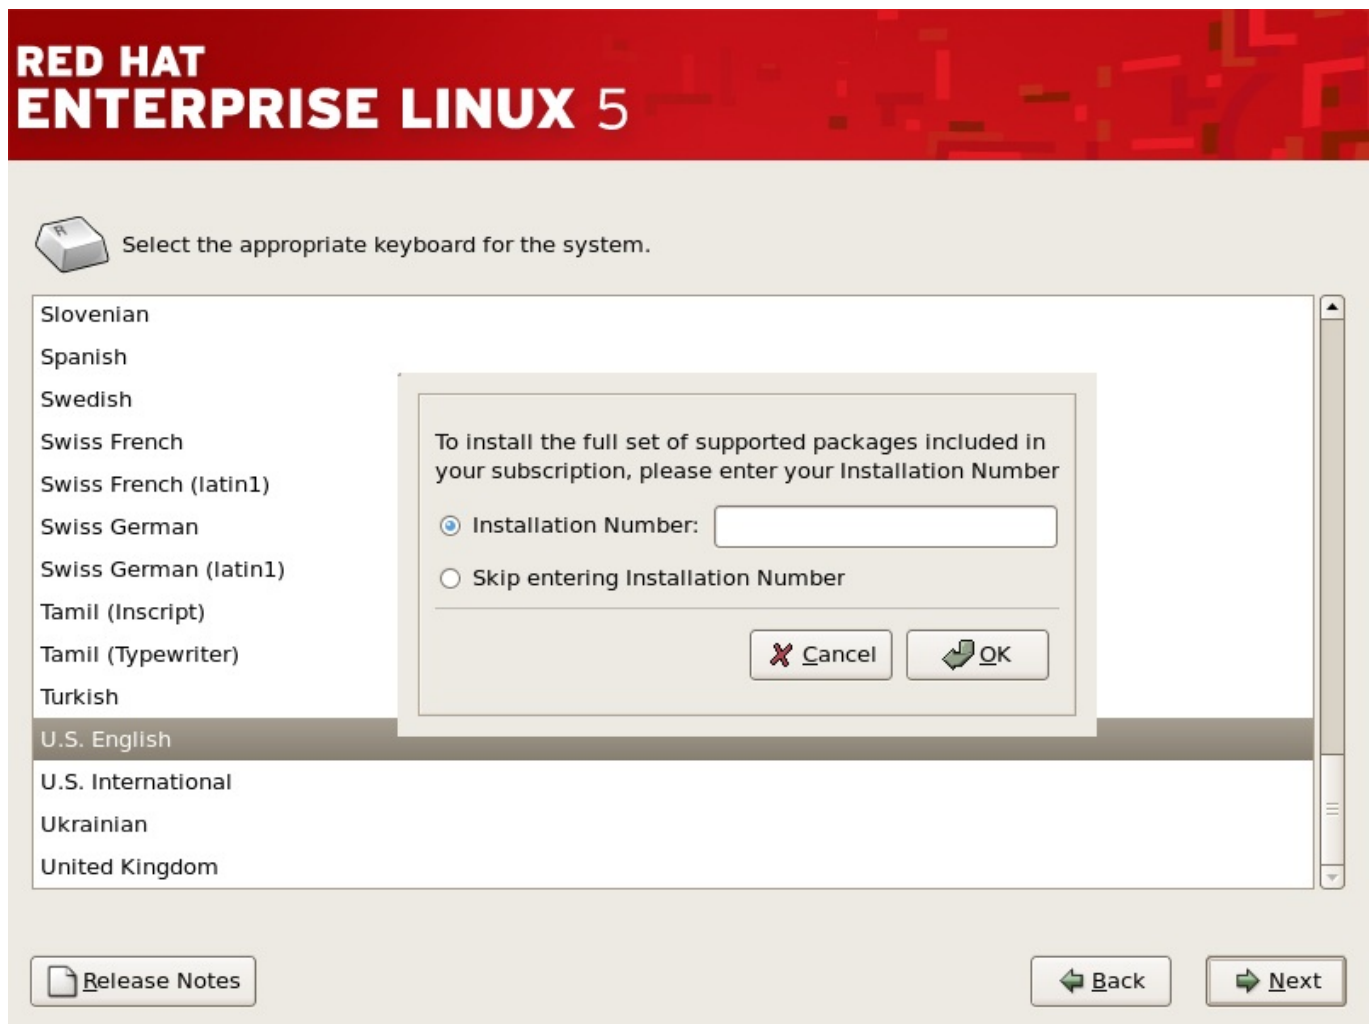 RED HAT
ENTERPRISE LINUX 5
R
Select the appropriate keyboard for the system.
Slovenian
Spanish
Swedish
Swiss French
Swiss French (latin1)
Swiss German
Swiss German (latin1)
Tamil (Inscript)
Tamil (Typewriter)
Turkish
U.S. English
U.S. International
Ukrainian
United Kingdom
To install the full set of supported packages included in
your subscription, please enter your Installation Number
Installation Number:
Skip entering Installation Number
Cancel OK
Release Notes Back Next